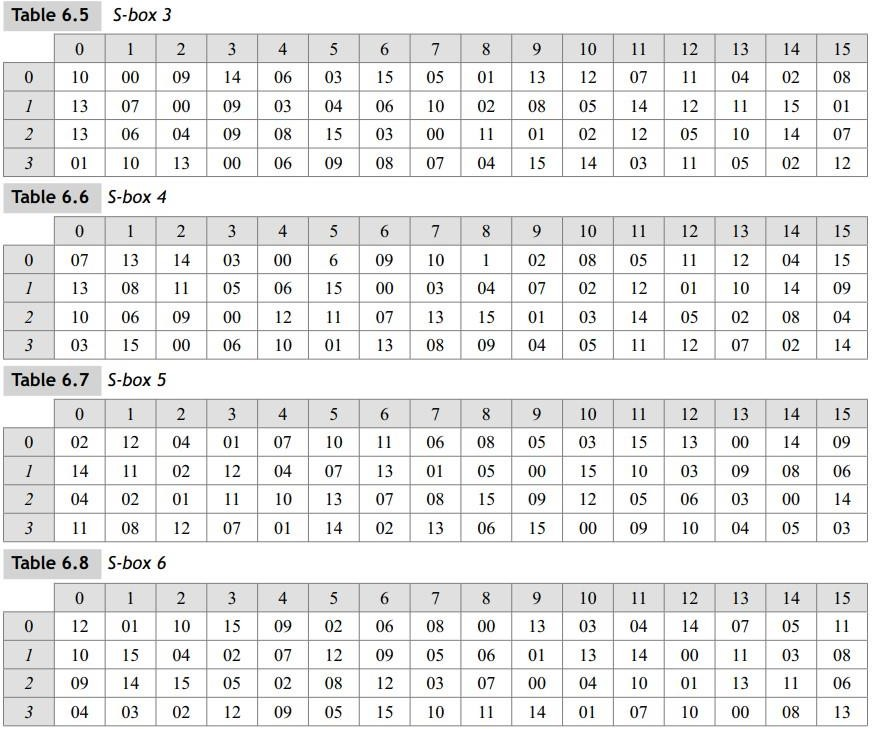 Table 6.5 S-box 3
0 1 2 3 4 5 6 7 8 9 10 11 12 13 14 15
0 10 00 09 14 06 03 15 05 01 13 12 07 11 04 02 08
1 13 07 00 09 03 04 06 10 02 08 05 14 12 11 15 01
2 13 06 04 09 08 15 03 00 11 01 02 12 05 10 14 07
3 01 10 13 00 06 09 08 07 04 15 14 03 11 05 02 12
Table 6.6 S-box 4
0 1 2 3 4 5 6 7 8 9 10 11 12 13 14 15
0 07 13 14 03 00 6 09 10 1 02 08 05 11 12 04 15
1 13 08 11 05 06 15 00 03 04 07 02 12 01 10 14 09
2 10 06 09 00 12 11 07 13 15 01 03 14 05 02 08 04
3 03 15 00 06 10 01 13 08 09 04 05 11 12 07 02 14
Table 6.7 S-box 5
0 1 2 3 4 5 6 7 8 9 10 11 12 13 14 15
0 02 12 04 01 07 10 11 06 08 05 03 15 13 00 14 09
1 14 11 02 12 04 07 13 01 05 00 15 10 03 09 08 06
2 04 02 01 11 10 13 07 08 15 09 12 05 06 03 00 14
3 11 08 12 07 01 14 02 13 06 15 00 09 10 04 05 03
Table 6.8 S-box 6
0 1 2 3 4 5 6 7 8 9 10 11 12 13 14 15
0 12 01 10 15 09 02 06 08 00 13 03 04 14 07 05 11
1 10 15 04 02 07 12 09 05 06 01 13 14 00 11 03 08
2 09 14 15 05 02 08 12 03 07 00 04 10 01 13 11 06
3 04 03 02 12 09 05 15 10 11 14 01 07 10 00 08 13